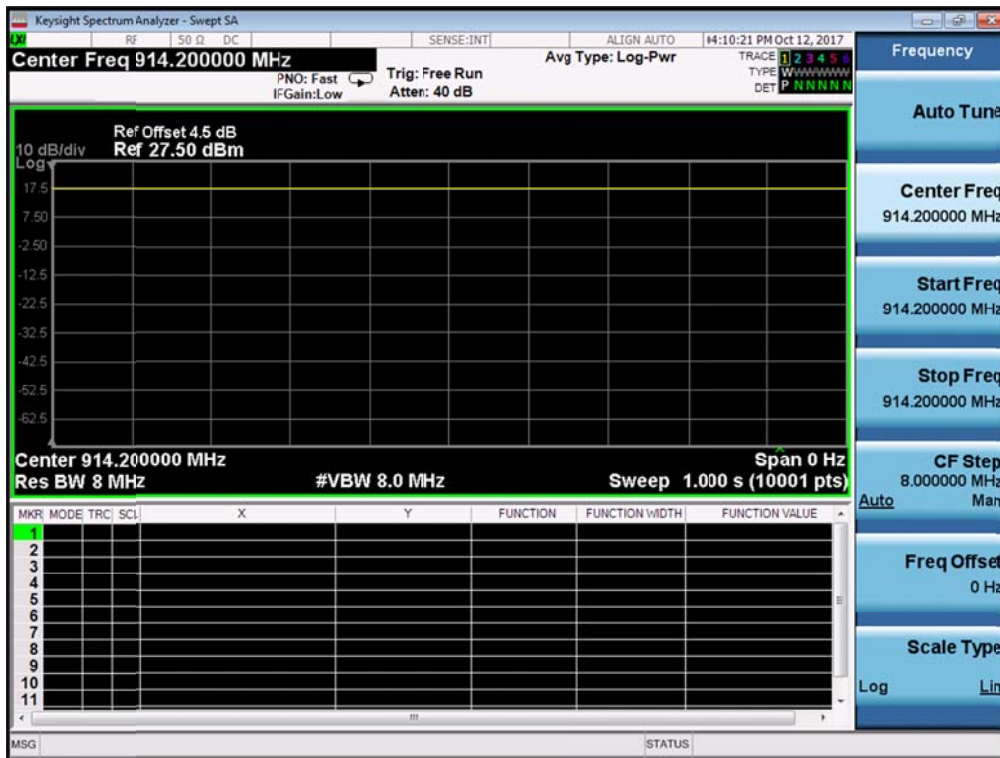 Keysight Spectrum Analyzer - Swept SA
LXI RF 50 Ω DC SENSE:INT ALIGN AUTO 04:10:21 PM Oct 12, 2017
Center Freq 914.200000 MHz
PNO: Fast
IFGain:Low
Trig: Free Run
Atten: 40 dB
Avg Type: Log-Pwr
TRACE 1 2 3 4 5 6
TYPE W
DET P N N N N N
Ref Offset 4.5 dB
10 dB/div Ref 27.50 dBm
Log
17.5
7.50
-2.50
-12.5
-22.5
-32.5
-42.5
-52.5
-62.5
Center 914.200000 MHz Span 0 Hz
Res BW 8 MHz #VBW 8.0 MHz Sweep 1.000 s (10001 pts)
MKR MODE TRC SCL X Y FUNCTION FUNCTION WIDTH FUNCTION VALUE
1
2
3
4
5
6
7
8
9
10
11
MSG STATUS
Frequency
Auto Tune
Center Freq
914.200000 MHz
Start Freq
914.200000 MHz
Stop Freq
914.200000 MHz
CF Step
8.000000 MHz
Auto Man
Freq Offset
0 Hz
Scale Type
Log Lin